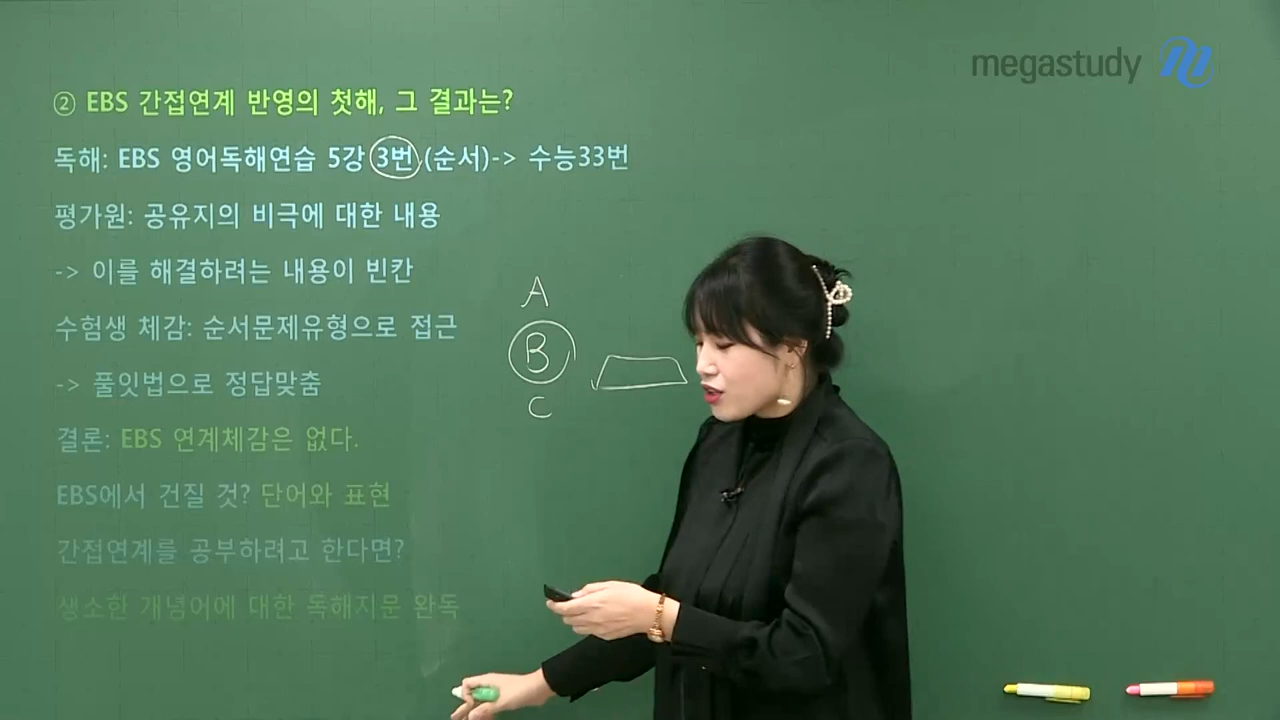 megastudy
② EBS 간접연계 반영의 첫해, 그 결과는?
독해: EBS 영어독해연습 5강 3번 (순서)-> 수능33번
평가원: 공유지의 비극에 대한 내용
-> 이를 해결하려는 내용이 빈칸
수험생 체감: 순서문제유형으로 접근
-> 풀잇법으로 정답맞춤
결론: EBS 연계체감은 없다.
EBS에서 건질 것? 단어와 표현
간접연계를 공부하려고 한다면?
생소한 개념어에 대한 독해지문 완독
A
B
C